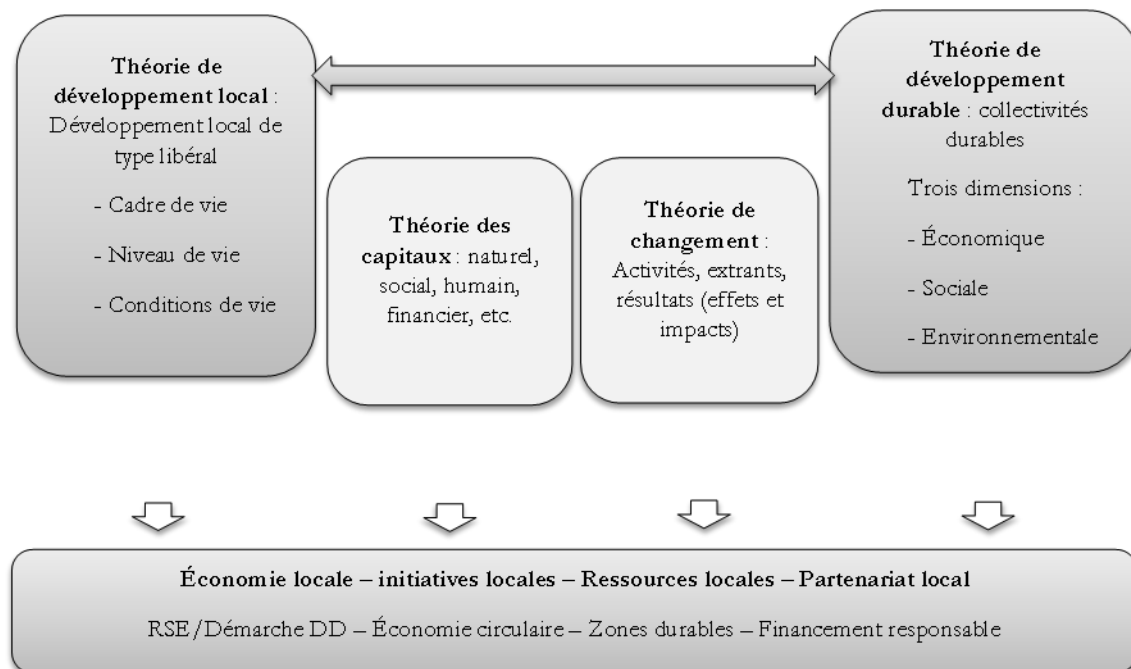 Théorie de
développement local :
Développement local de
type libéral
- Cadre de vie
- Niveau de vie
- Conditions de vie
Théorie des
capitaux : naturel,
social, humain,
financier, etc.
Théorie de
changement :
Activités, extrants,
résultats (effets et
impacts)
Théorie de
développement
durable : collectivités
durables
Trois dimensions :
- Économique
- Sociale
- Environnementale
Économie locale – initiatives locales – Ressources locales – Partenariat local
RSE/Démarche DD – Économie circulaire – Zones durables – Financement responsable